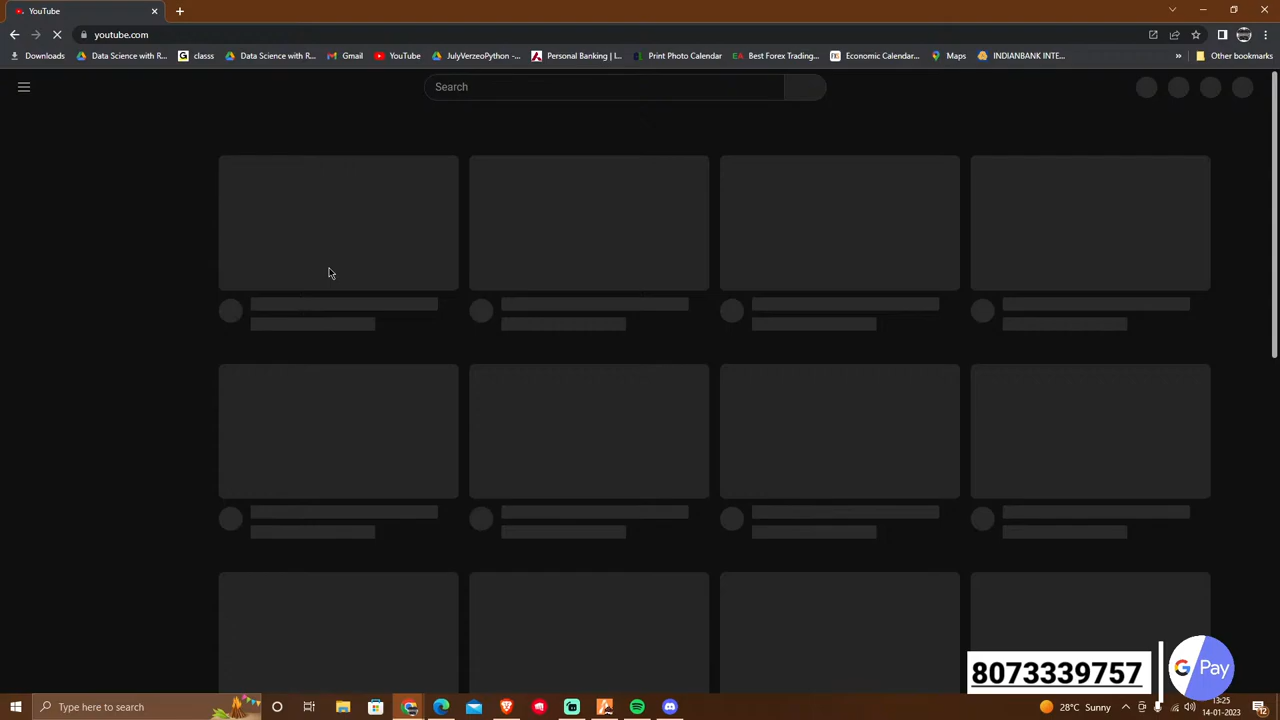 YouTube
youtube.com
Downloads
Data Science with R...
classs
Data Science with R...
Gmail
YouTube
JulyVerzeoPython -...
Personal Banking | I...
Print Photo Calendar
Best Forex Trading...
Economic Calendar...
Maps
INDIANBANK INTE...
»
Other bookmarks
Search
8073339757
G Pay
Type here to search
28°C Sunny
13:25
14-01-2023
12